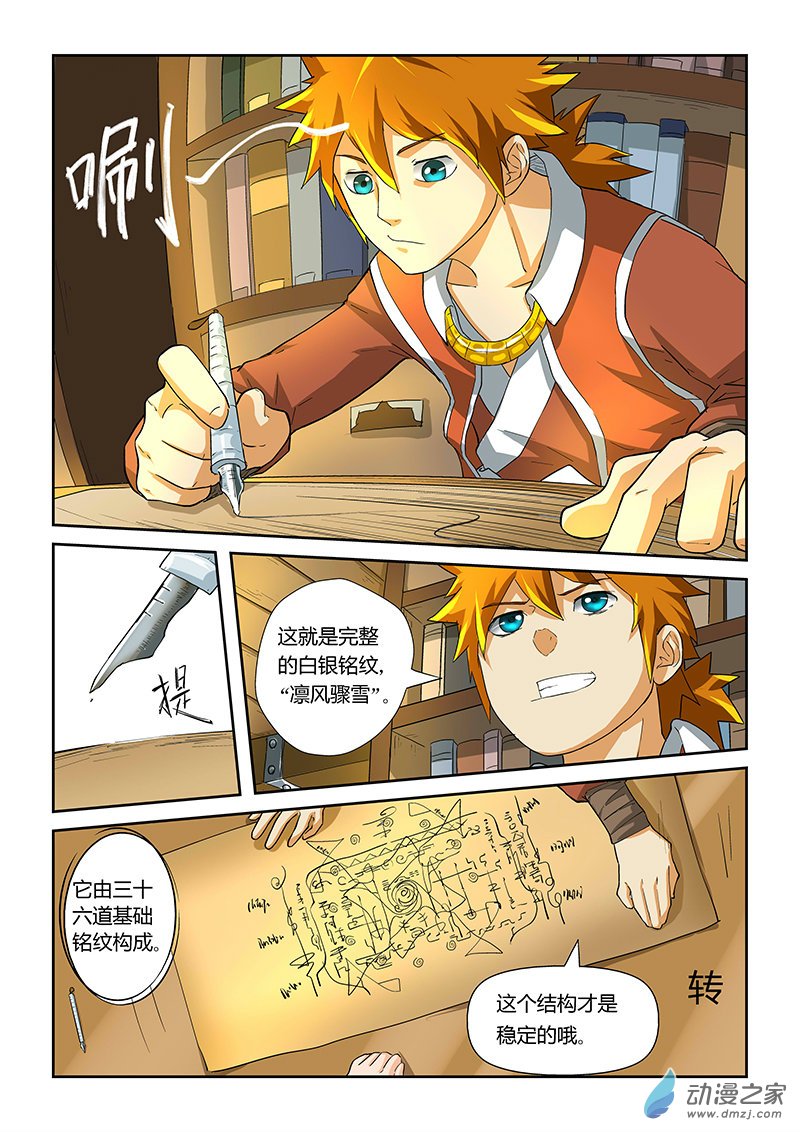 唰
提
这就是完整
的白银铭纹，
“凛风骤雪”。
它由三十
六道基础
铭纹构成。
这个结构才是
稳定的哦。
转
动漫之家
www.dmzj.com